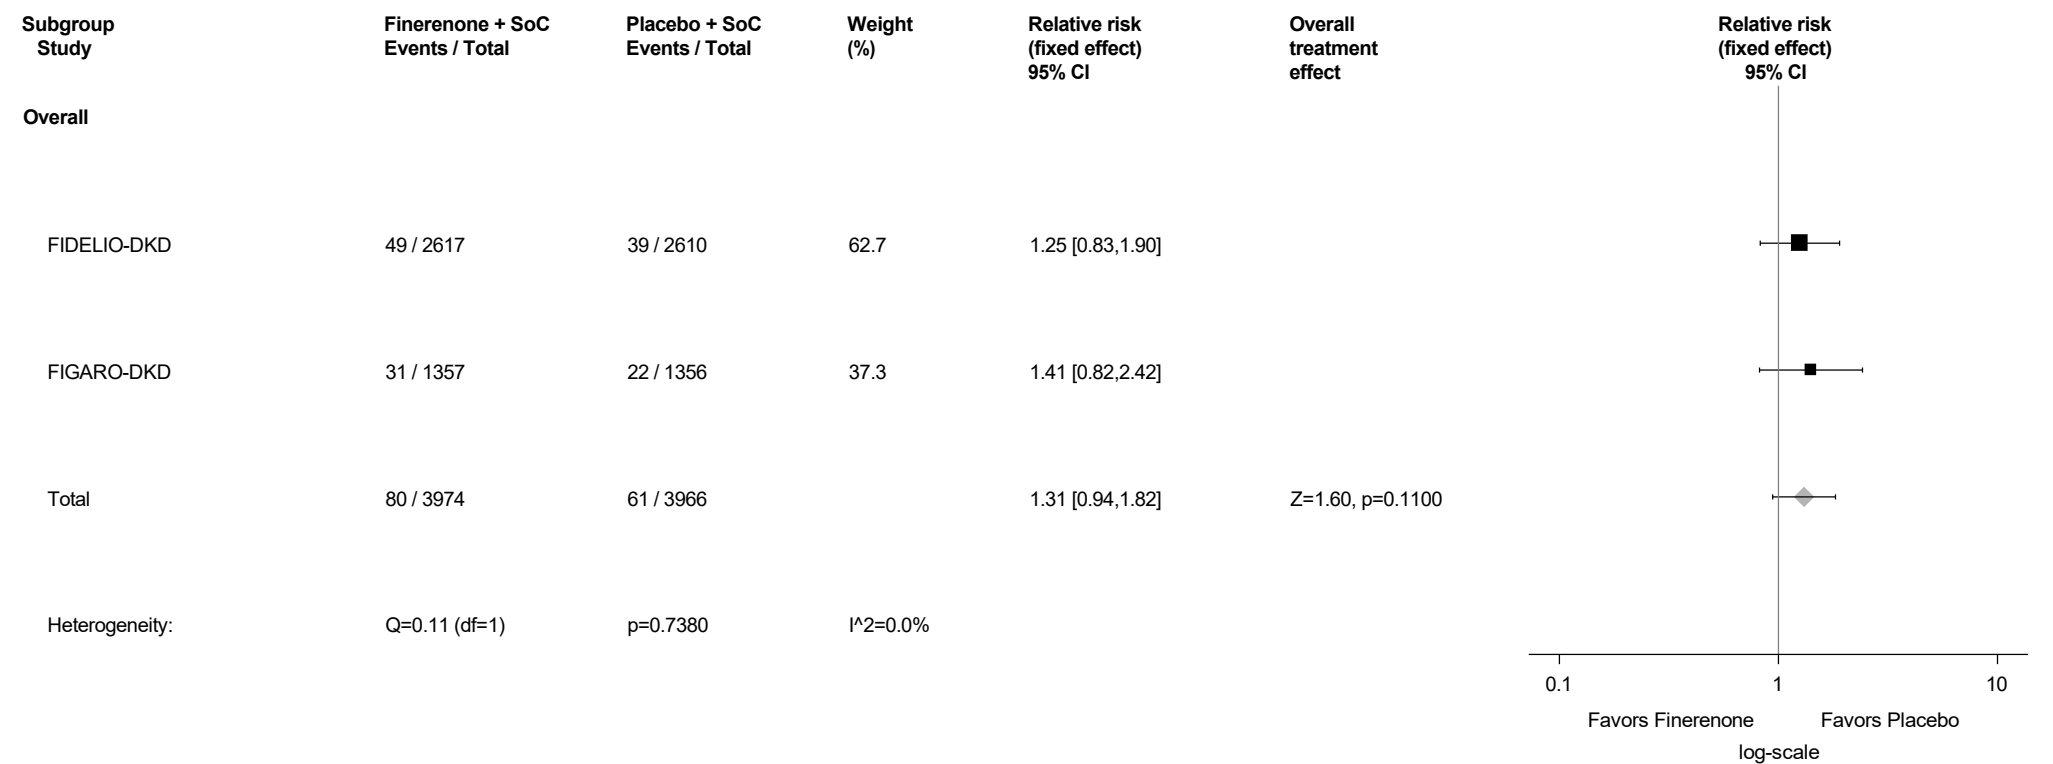 Subgroup Finerenone + SoC Placebo + SoC Weight Relative risk Overall Relative risk
Study Events / Total Events / Total (%) (fixed effect) treatment (fixed effect)
95% CI effect 95% CI
Overall
FIDELIO-DKD 49 / 2617 39 / 2610 62.7 1.25 [0.83,1.90]
FIGARO-DKD 31 / 1357 22 / 1356 37.3 1.41 [0.82,2.42]
Total 80 / 3974 61 / 3966 1.31 [0.94,1.82] Z=1.60, p=0.1100
Heterogeneity: Q=0.11 (df=1) p=0.7380 I^2=0.0%
0.1 1 10
Favors Finerenone Favors Placebo
log-scale